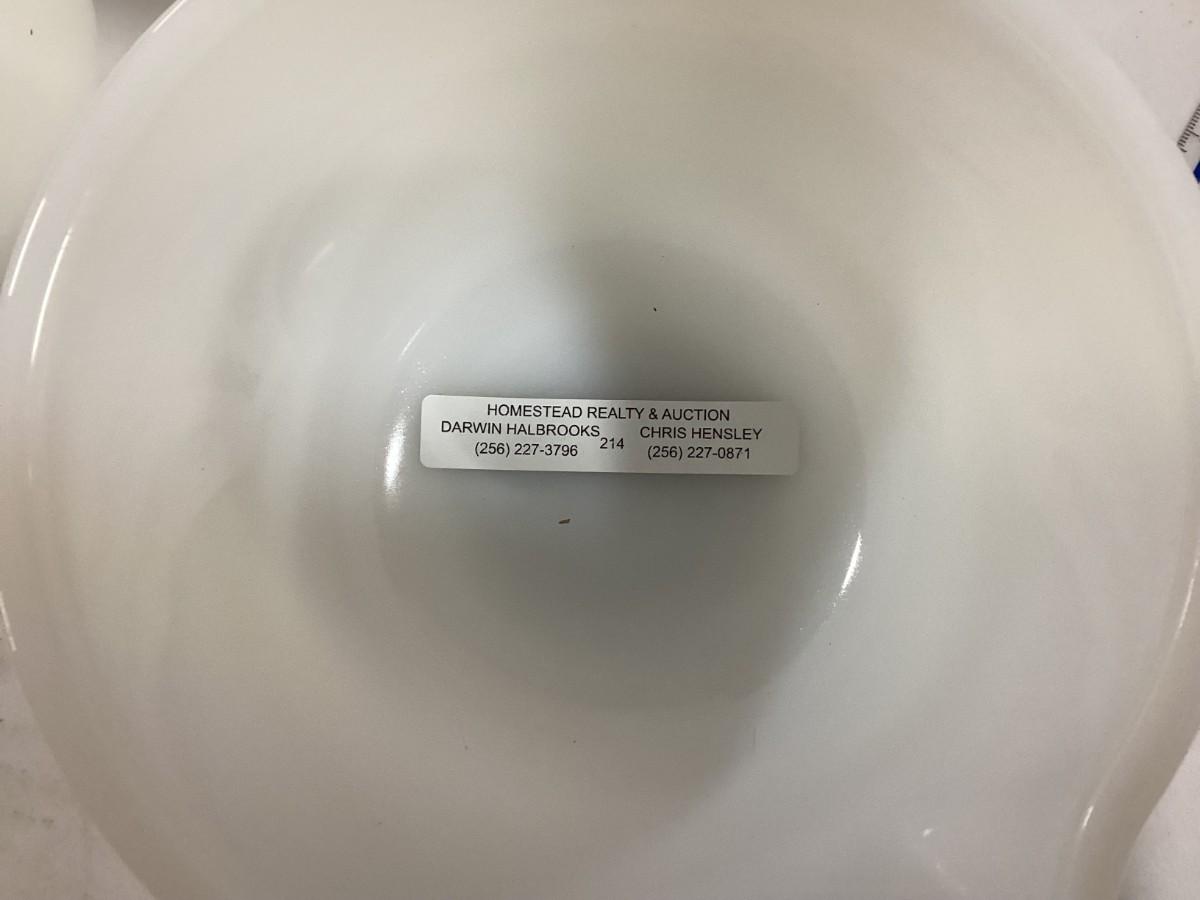 HOMESTEAD REALTY & AUCTION
DARWIN HALBROOKS CHRIS HENSLEY
214
(256) 227-3796 (256) 227-0871